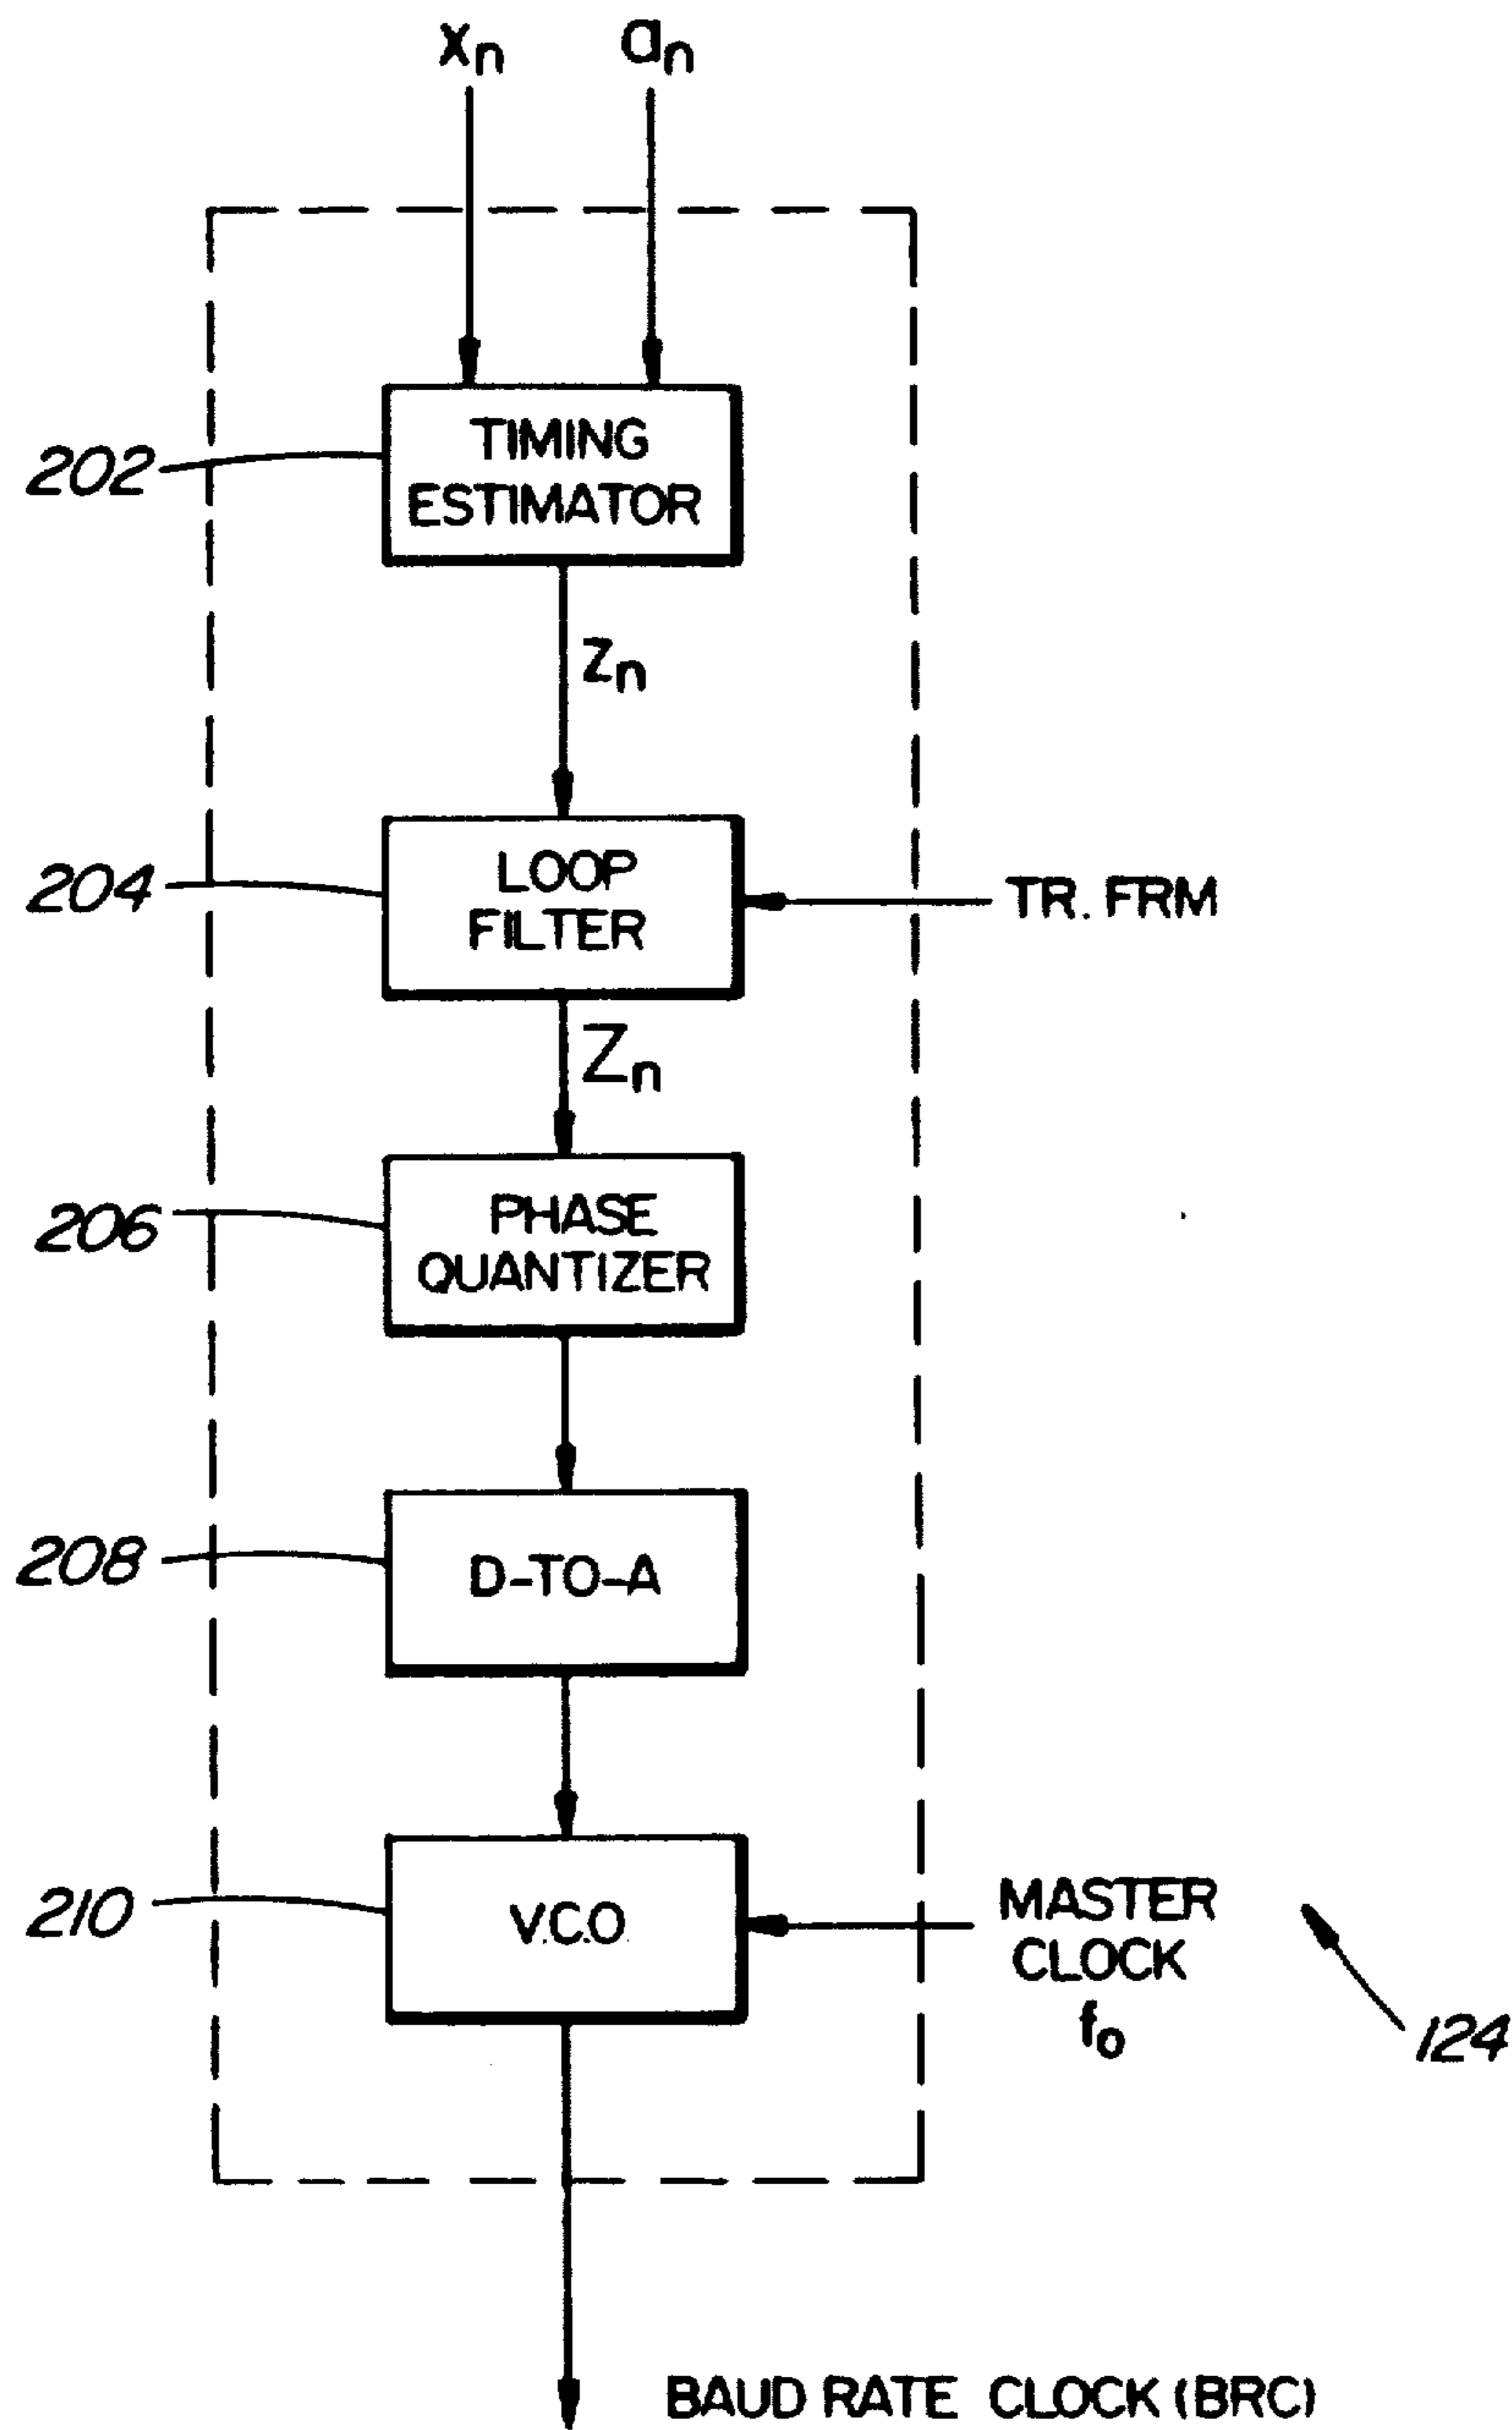 xn an
202
TIMING
ESTIMATOR
zn
204
LOOP
FILTER
TR. FRM
Zn
206
PHASE
QUANTIZER
208
D-TO-A
210
V.C.O.
MASTER
CLOCK
fo
124
BAUD RATE CLOCK (BRC)